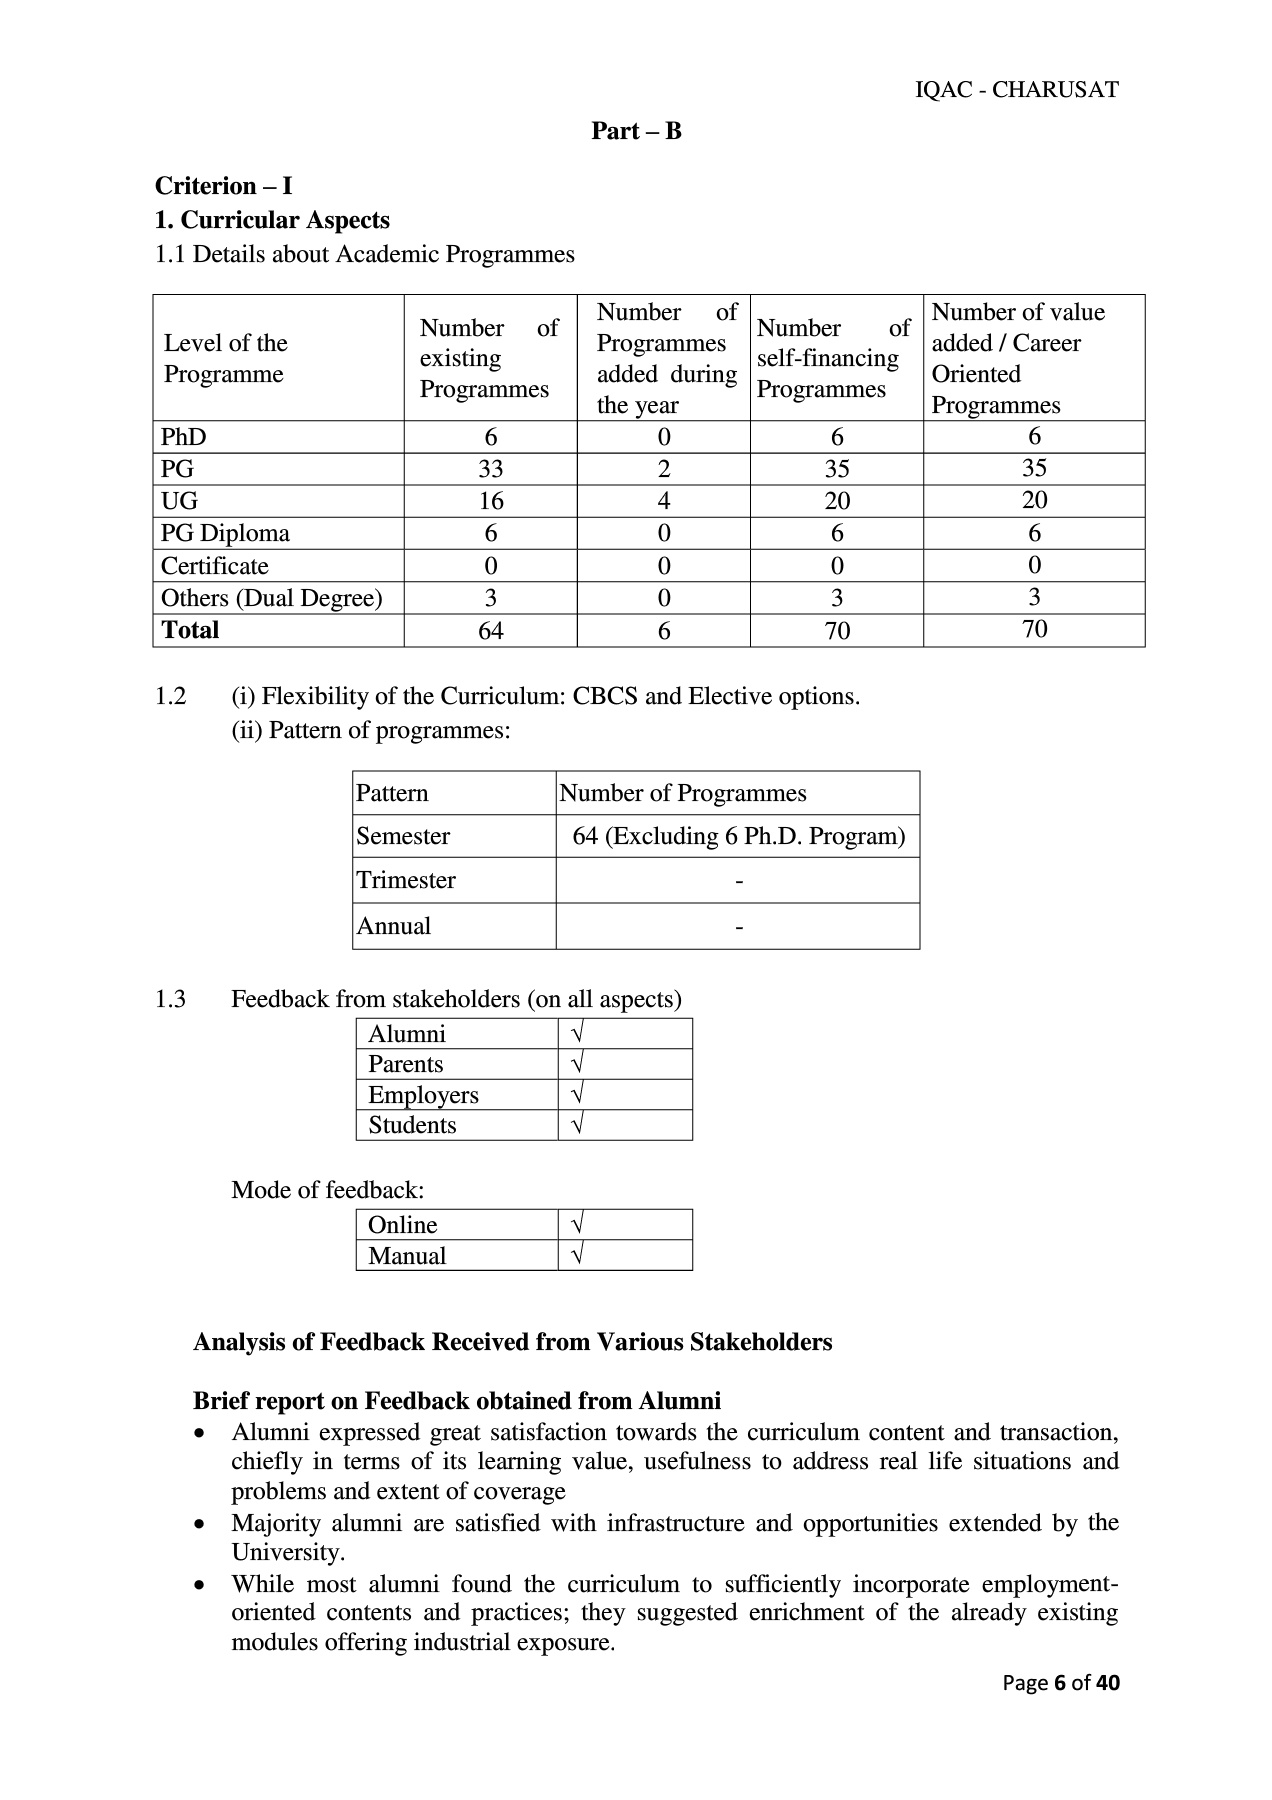 IQAC - CHARUSAT
Part – B
Criterion – I
1. Curricular Aspects
1.1 Details about Academic Programmes
Level of the Programme | Number of existing Programmes | Number of Programmes added during the year | Number of self-financing Programmes | Number of value added / Career Oriented Programmes
PhD | 6 | 0 | 6 | 6
PG | 33 | 2 | 35 | 35
UG | 16 | 4 | 20 | 20
PG Diploma | 6 | 0 | 6 | 6
Certificate | 0 | 0 | 0 | 0
Others (Dual Degree) | 3 | 0 | 3 | 3
Total | 64 | 6 | 70 | 70
1.2 (i) Flexibility of the Curriculum: CBCS and Elective options.
(ii) Pattern of programmes:
Pattern | Number of Programmes
Semester | 64 (Excluding 6 Ph.D. Program)
Trimester | -
Annual | -
1.3 Feedback from stakeholders (on all aspects)
Alumni | √
Parents | √
Employers | √
Students | √
Mode of feedback:
Online | √
Manual | √
Analysis of Feedback Received from Various Stakeholders
Brief report on Feedback obtained from Alumni
• Alumni expressed great satisfaction towards the curriculum content and transaction,
chiefly in terms of its learning value, usefulness to address real life situations and
problems and extent of coverage
• Majority alumni are satisfied with infrastructure and opportunities extended by the
University.
• While most alumni found the curriculum to sufficiently incorporate employment-
oriented contents and practices; they suggested enrichment of the already existing
modules offering industrial exposure.
Page 6 of 40